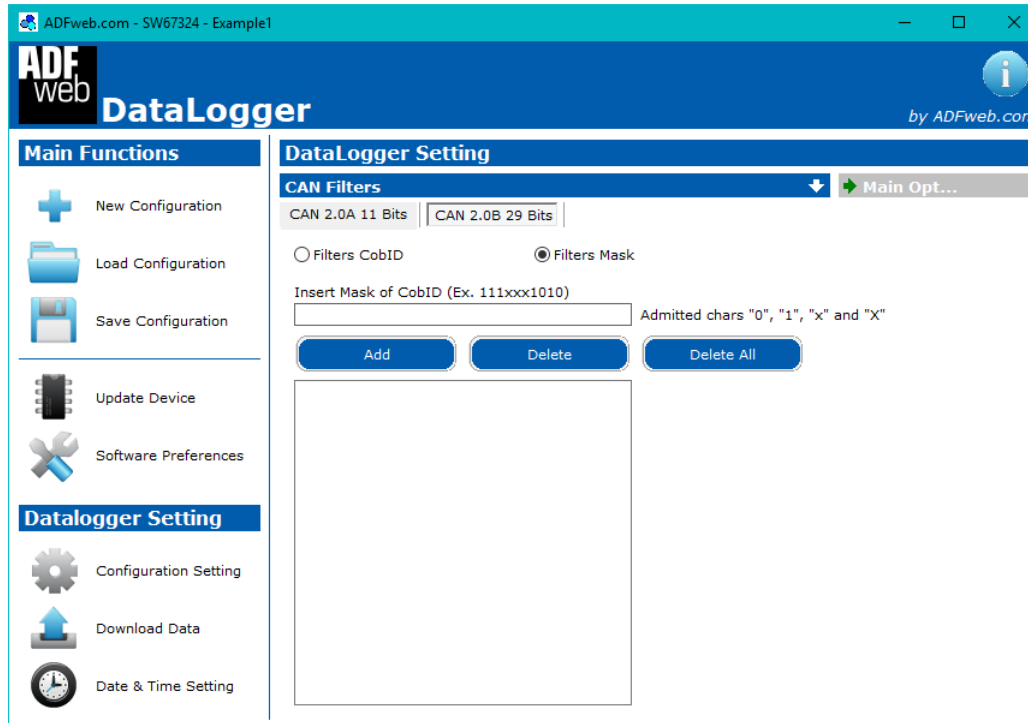 ADFweb.com - SW67324 - Example1
ADF
web
DataLogger
i
by ADFweb.com
Main Functions
New Configuration
Load Configuration
Save Configuration
Update Device
Software Preferences
Datalogger Setting
Configuration Setting
Download Data
Date & Time Setting
DataLogger Setting
CAN Filters
Main Opt...
CAN 2.0A 11 Bits
CAN 2.0B 29 Bits
Filters CobID
Filters Mask
Insert Mask of CobID (Ex. 111xxx1010)
Admitted chars "0", "1", "x" and "X"
Add
Delete
Delete All